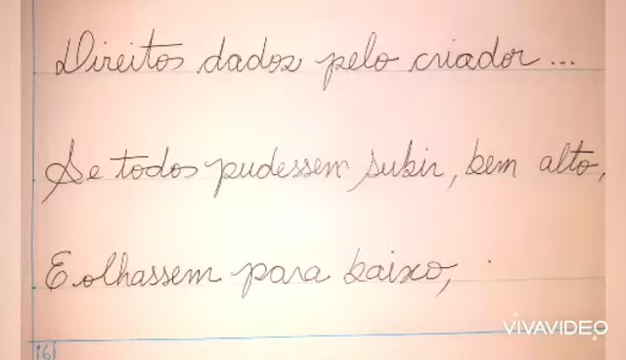 Direitos dados pelo criador...
Se todos pudessem subir, bem alto,
E olhassem para baixo,
VIVAVIDEO
16